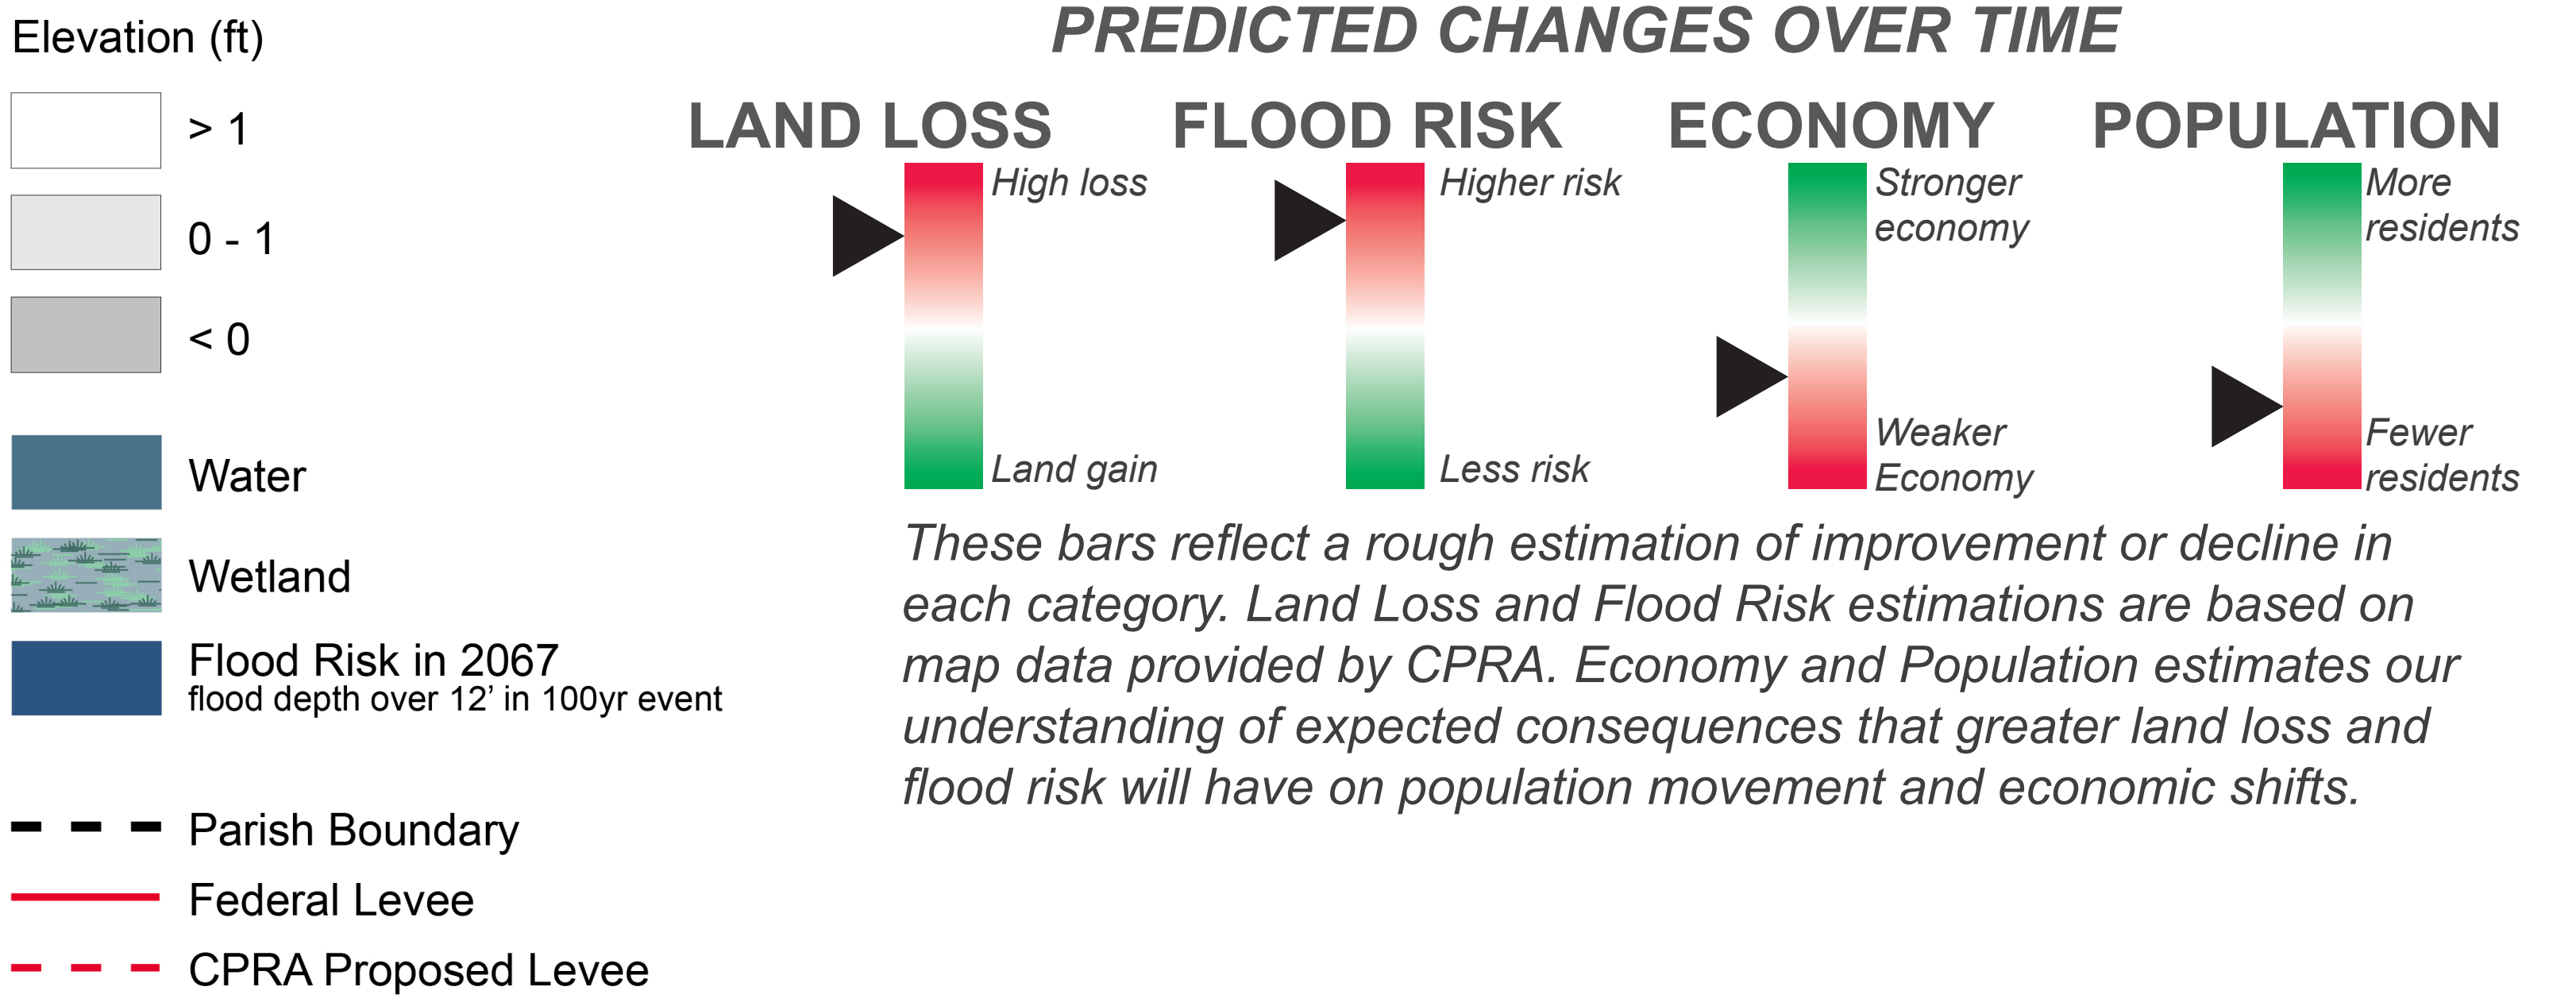 Elevation (ft)
> 1
0 - 1
< 0
Water
Wetland
Flood Risk in 2067
flood depth over 12’ in 100yr event
Parish Boundary
Federal Levee
CPRA Proposed Levee
PREDICTED CHANGES OVER TIME
LAND LOSS
High loss
Land gain
FLOOD RISK
Higher risk
Less risk
ECONOMY
Stronger
economy
Weaker
Economy
POPULATION
More
residents
Fewer
residents
These bars reflect a rough estimation of improvement or decline in
each category. Land Loss and Flood Risk estimations are based on
map data provided by CPRA. Economy and Population estimates our
understanding of expected consequences that greater land loss and
flood risk will have on population movement and economic shifts.